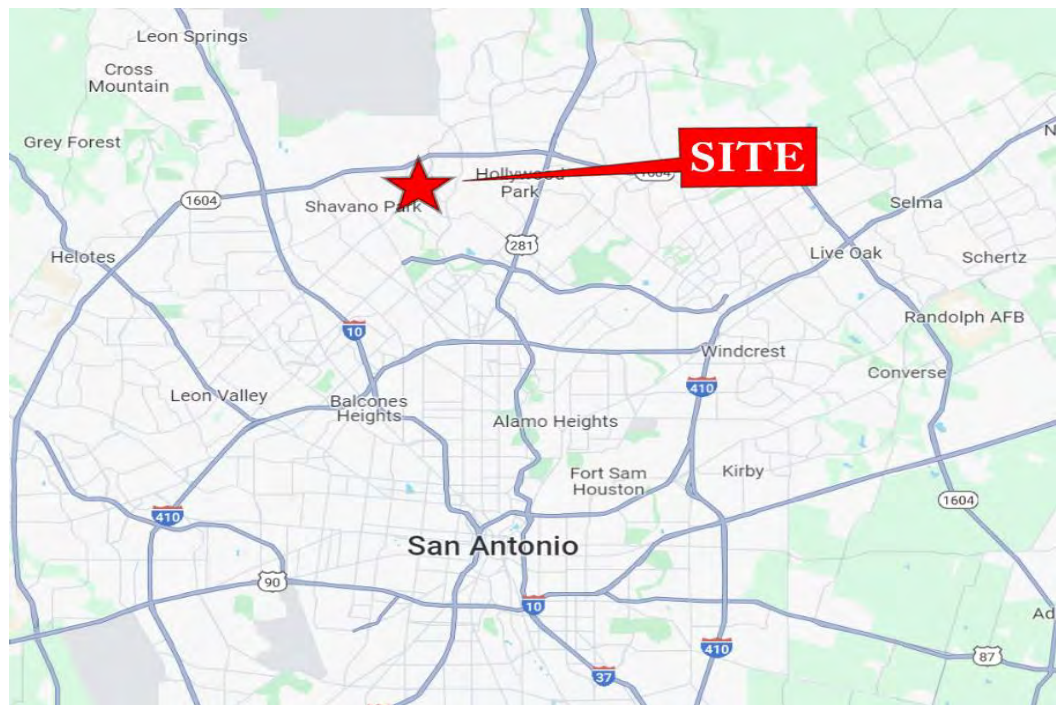 Leon Springs
Cross
Mountain
Grey Forest
N
SITE
Hollywood
Park
1604
1604
Shavano Park
Selma
281
Helotes
Live Oak
Schertz
Randolph AFB
10
Windcrest
Converse
410
Leon Valley
Balcones
Heights
Alamo Heights
Fort Sam
Houston
Kirby
1604
410
San Antonio
90
10
Ad
410
87
37